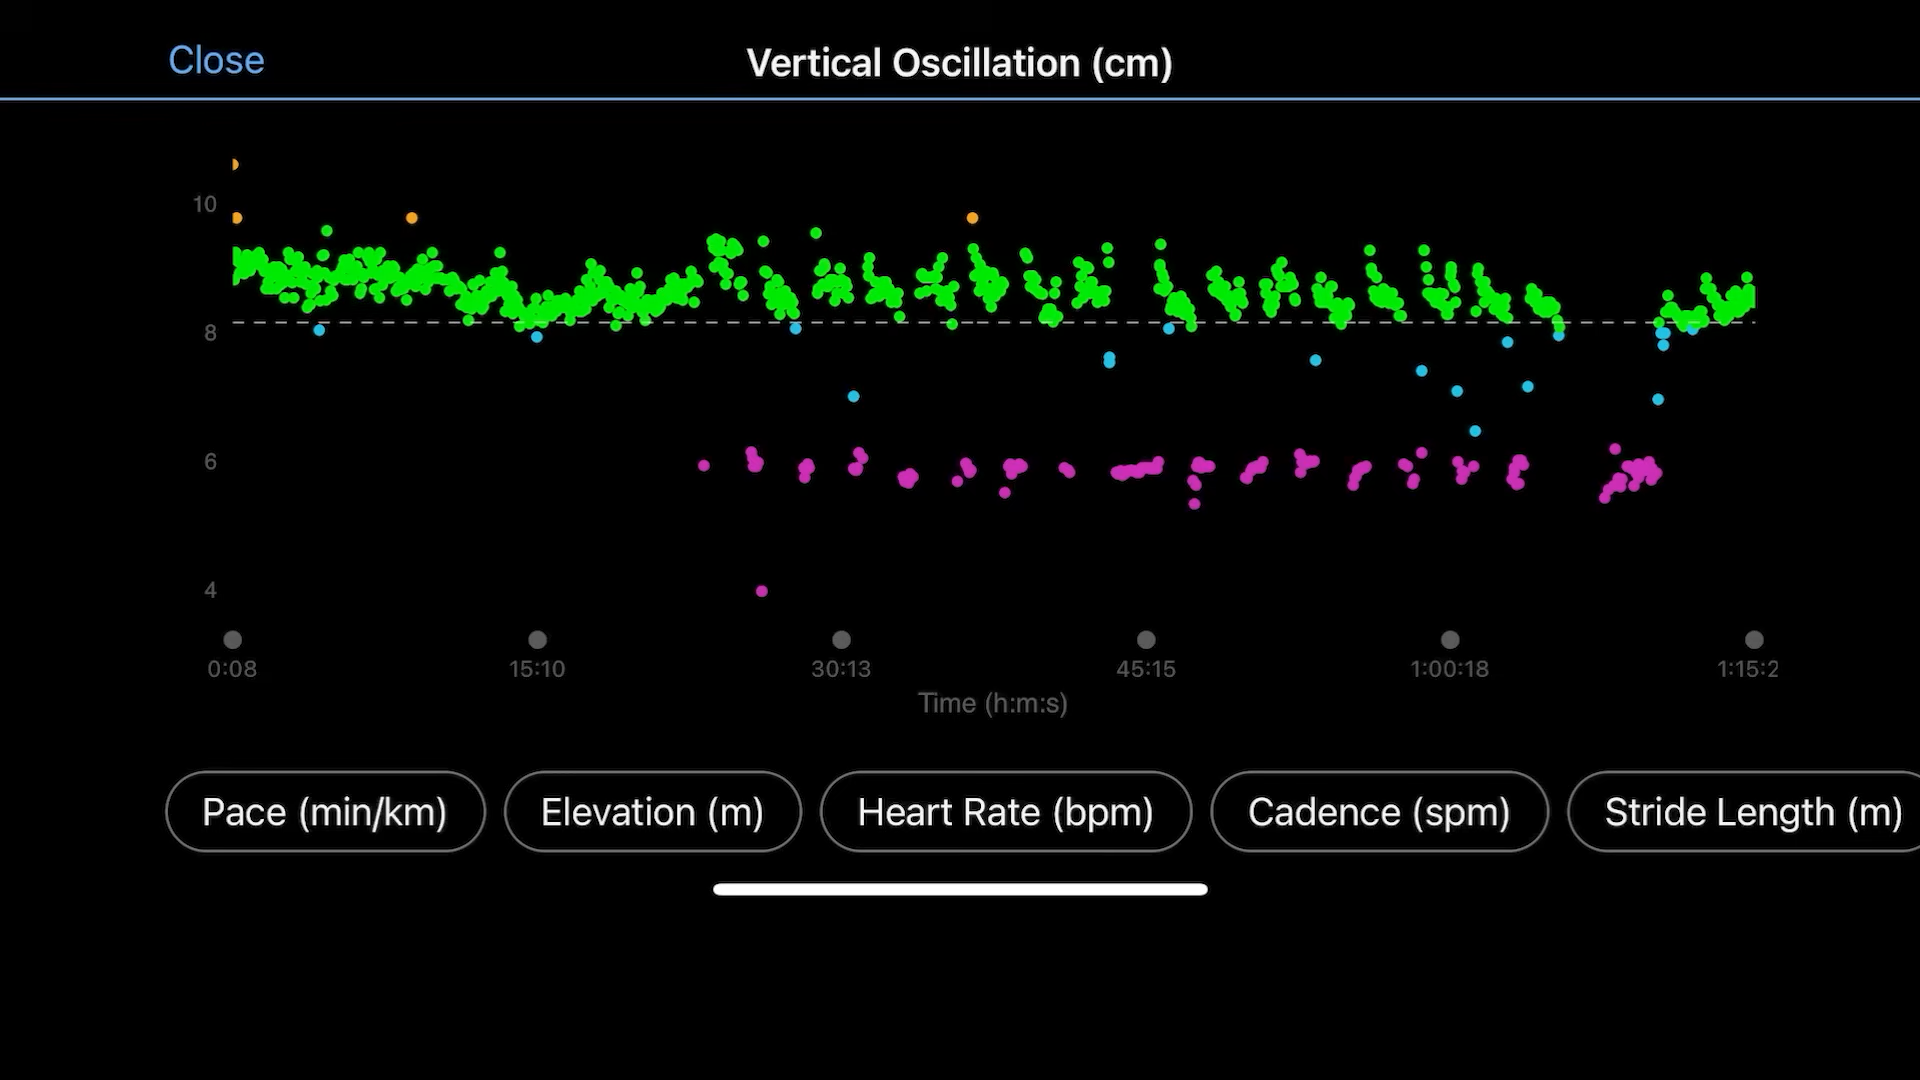 Close
Vertical Oscillation (cm)
10
8
6
4
0:08 15:10 30:13 45:15 1:00:18 1:15:2
Time (h:m:s)
Pace (min/km) Elevation (m) Heart Rate (bpm) Cadence (spm) Stride Length (m)